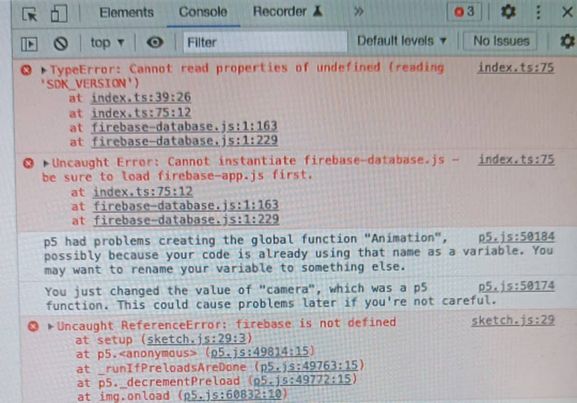 Elements Console Recorder » 3
top ▼ Filter Default levels ▼ No Issues
▶TypeError: Cannot read properties of undefined (reading index.ts:75
'SDK_VERSION')
at index.ts:39:26
at index.ts:75:12
at firebase-database.js:1:163
at firebase-database.js:1:229
▶Uncaught Error: Cannot instantiate firebase-database.js – index.ts:75
be sure to load firebase-app.js first.
at index.ts:75:12
at firebase-database.js:1:163
at firebase-database.js:1:229
p5 had problems creating the global function "Animation", p5.js:50184
possibly because your code is already using that name as a variable. You
may want to rename your variable to something else.
You just changed the value of "camera", which was a p5 p5.js:50174
function. This could cause problems later if you're not careful.
▶Uncaught ReferenceError: firebase is not defined sketch.js:29
at setup (sketch.js:29:3)
at p5.<anonymous> (p5.js:49814:15)
at _runIfPreloadsAreDone (p5.js:49763:15)
at p5._decrementPreload (p5.js:49772:15)
at img.onload (p5.js:60832:10)